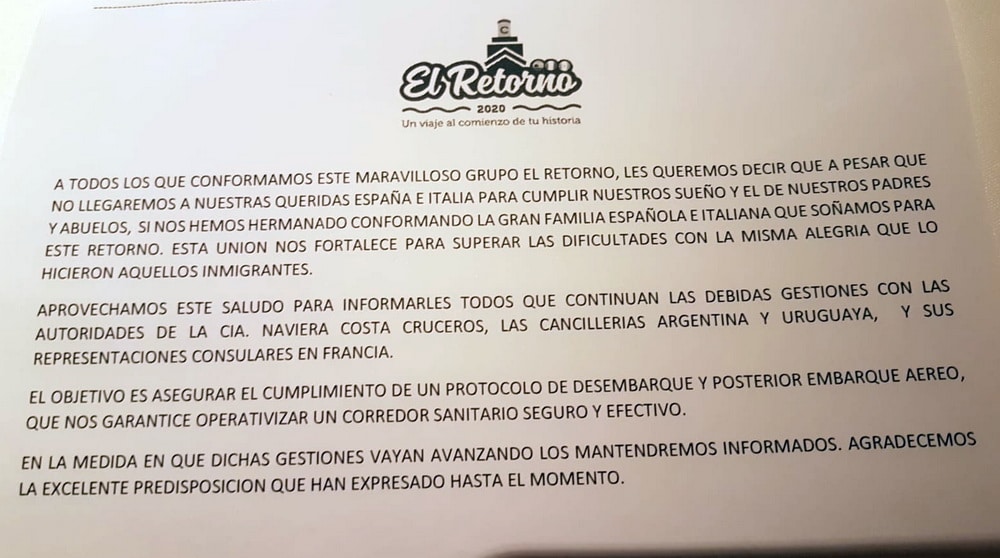 C
El Retorno
2020
Un viaje al comienzo de tu historia
A TODOS LOS QUE CONFORMAMOS ESTE MARAVILLOSO GRUPO EL RETORNO, LES QUEREMOS DECIR QUE A PESAR QUE
NO LLEGAREMOS A NUESTRAS QUERIDAS ESPAÑA E ITALIA PARA CUMPLIR NUESTROS SUEÑO Y EL DE NUESTROS PADRES
Y ABUELOS, SI NOS HEMOS HERMANADO CONFORMANDO LA GRAN FAMILIA ESPAÑOLA E ITALIANA QUE SOÑAMOS PARA
ESTE RETORNO. ESTA UNION NOS FORTALECE PARA SUPERAR LAS DIFICULTADES CON LA MISMA ALEGRIA QUE LO
HICIERON AQUELLOS INMIGRANTES.
APROVECHAMOS ESTE SALUDO PARA INFORMARLES TODOS QUE CONTINUAN LAS DEBIDAS GESTIONES CON LAS
AUTORIDADES DE LA CIA. NAVIERA COSTA CRUCEROS, LAS CANCILLERIAS ARGENTINA Y URUGUAYA, Y SUS
REPRESENTACIONES CONSULARES EN FRANCIA.
EL OBJETIVO ES ASEGURAR EL CUMPLIMIENTO DE UN PROTOCOLO DE DESEMBARQUE Y POSTERIOR EMBARQUE AEREO,
QUE NOS GARANTICE OPERATIVIZAR UN CORREDOR SANITARIO SEGURO Y EFECTIVO.
EN LA MEDIDA EN QUE DICHAS GESTIONES VAYAN AVANZANDO LOS MANTENDREMOS INFORMADOS. AGRADECEMOS
LA EXCELENTE PREDISPOSICION QUE HAN EXPRESADO HASTA EL MOMENTO.